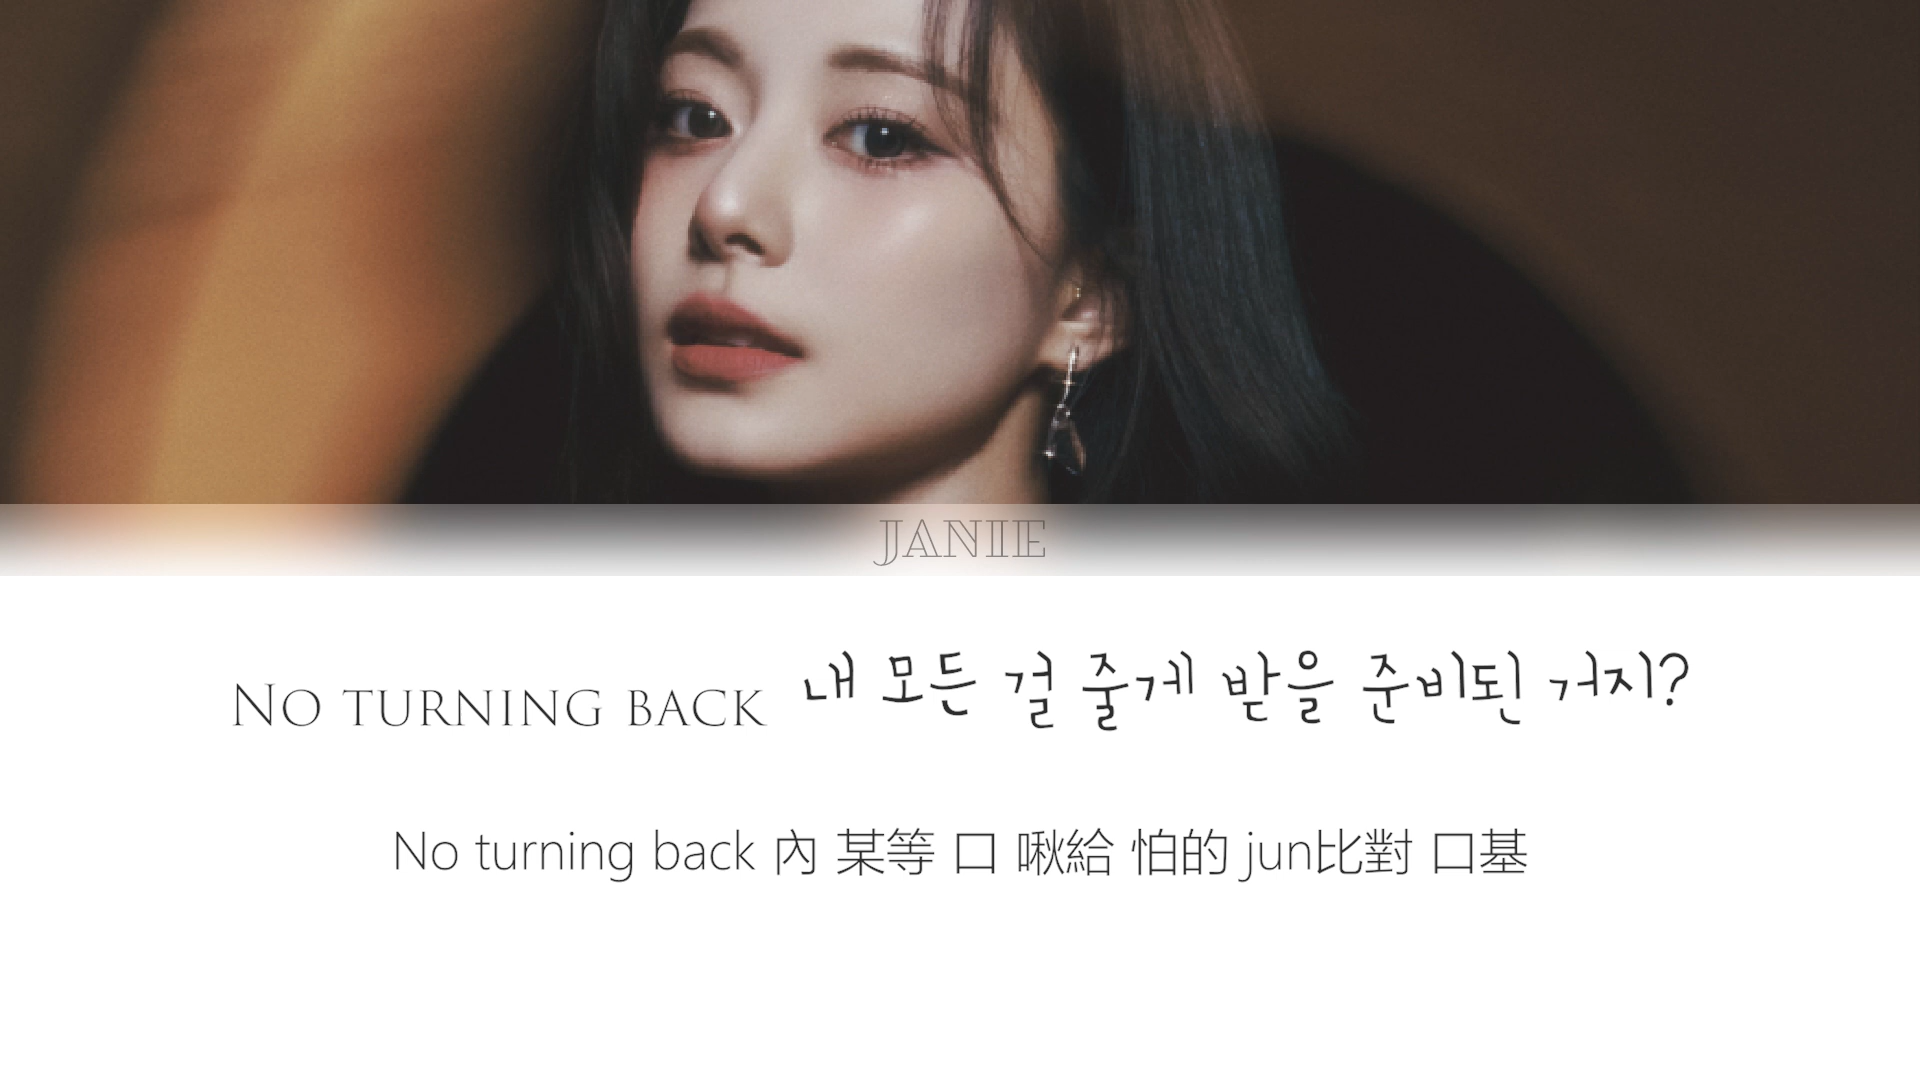 JANIE
No turning back 내 모든 걸 줄게 받을 준비된 거지?
No turning back 內 某等 口 啾給 怕的 jun比對 口基